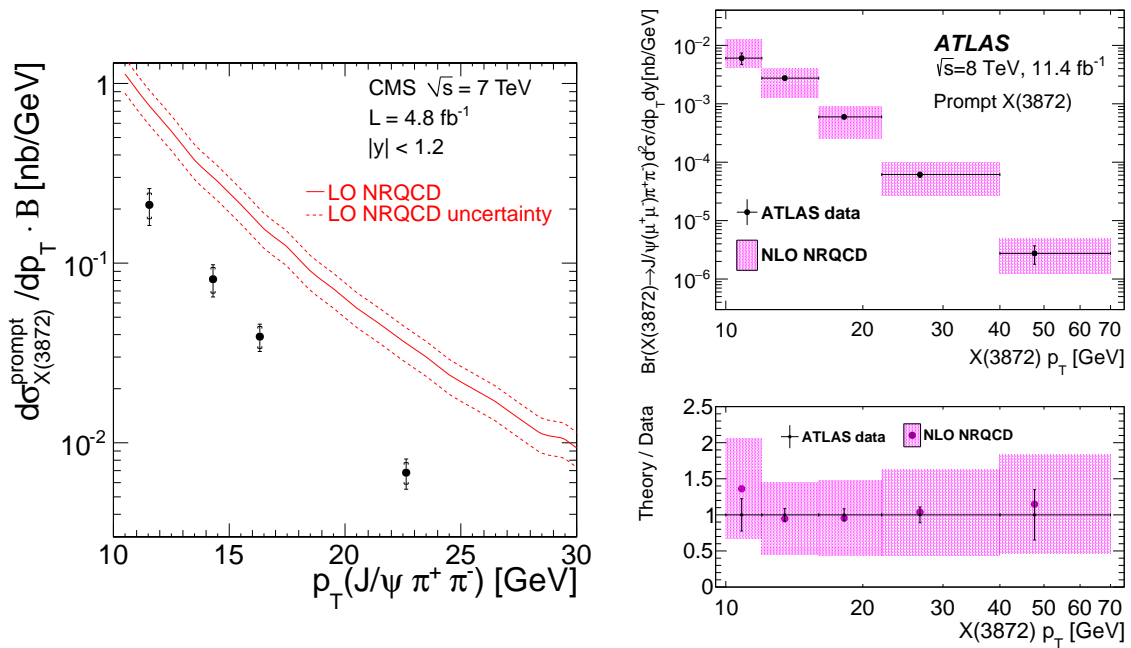 dσ^prompt_X(3872)/dp_T · B [nb/GeV]
1
10^−1
10^−2
CMS √s = 7 TeV
L = 4.8 fb^-1
|y| < 1.2
LO NRQCD
LO NRQCD uncertainty
10 15 20 25 30
p_T(J/ψ π^+ π^-) [GeV]
Br(X(3872)→J/ψ(μ^+μ^-)π^+π^-)d^2σ/dp_Tdy[nb/GeV]
10^−2
10^−3
10^−4
10^−5
10^−6
ATLAS
√s=8 TeV, 11.4 fb^-1
Prompt X(3872)
ATLAS data
NLO NRQCD
10 20 30 40 50 60 70
X(3872) p_T [GeV]
Theory / Data
2.5
2
1.5
1
0.5
0
ATLAS data
NLO NRQCD
10 20 30 40 50 60 70
X(3872) p_T [GeV]